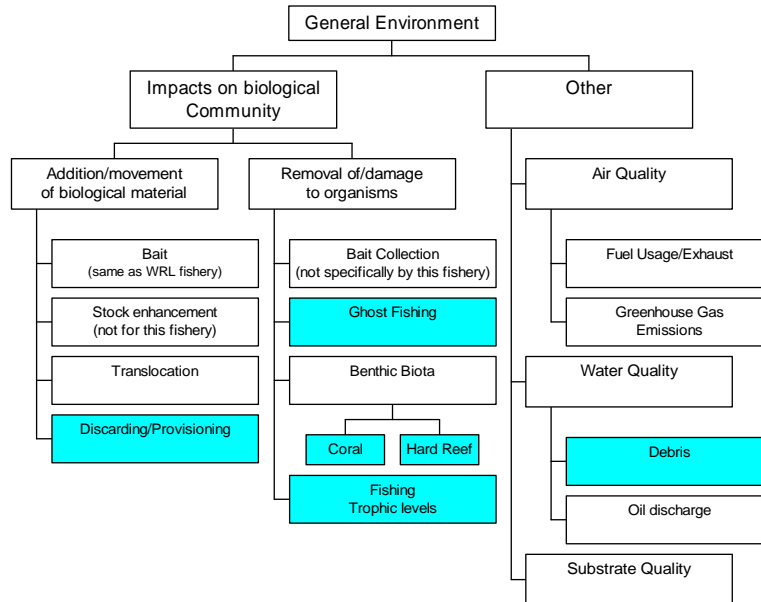 General Environment
Impacts on biological
Community
Other
Addition/movement
of biological material
Removal of/damage
to organisms
Air Quality
Bait
(same as WRL fishery)
Bait Collection
(not specifically by this fishery)
Fuel Usage/Exhaust
Stock enhancement
(not for this fishery)
Ghost Fishing
Greenhouse Gas
Emissions
Translocation
Benthic Biota
Water Quality
Discarding/Provisioning
Coral
Hard Reef
Debris
Fishing
Trophic levels
Oil discharge
Substrate Quality